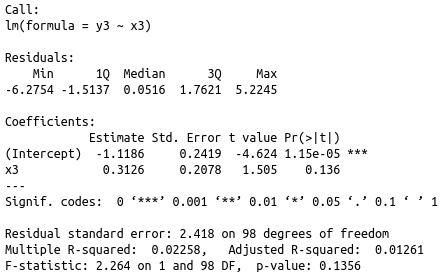 Call:
lm(formula = y3 ~ x3)
Residuals:
    Min      1Q  Median      3Q     Max
-6.2754 -1.5137  0.0516  1.7621  5.2245
Coefficients:
            Estimate Std. Error t value Pr(>|t|)
(Intercept)  -1.1186     0.2419  -4.624 1.15e-05 ***
x3            0.3126     0.2078   1.505    0.136
---
Signif. codes:  0 ‘***’ 0.001 ‘**’ 0.01 ‘*’ 0.05 ‘.’ 0.1 ‘ ’ 1
Residual standard error: 2.418 on 98 degrees of freedom
Multiple R-squared:  0.02258,	Adjusted R-squared:  0.01261
F-statistic: 2.264 on 1 and 98 DF,  p-value: 0.1356